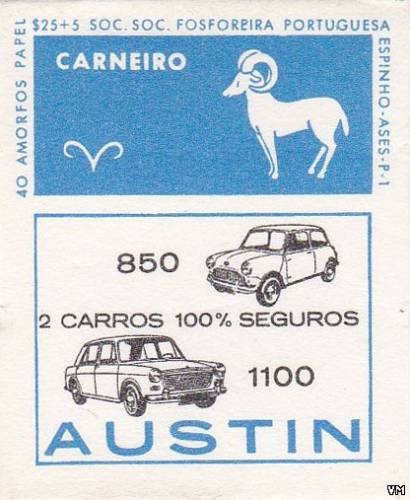 $25+5 SOC. SOC. FOSFOREIRA PORTUGUESA
40 AMORFOS PAPEL
ESPINHO-ASES-P-1
CARNEIRO
850
2 CARROS 100% SEGUROS
1100
AUSTIN
VM